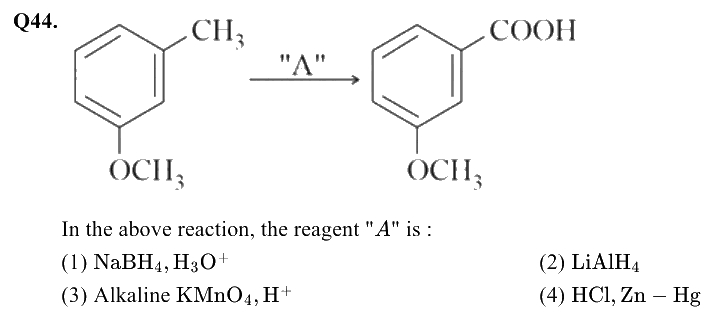 Q44.
CH3
"A"
COOH
OCH3
OCH3
In the above reaction, the reagent "A" is :
(1) NaBH4, H3O+
(2) LiAlH4
(3) Alkaline KMnO4, H+
(4) HCl, Zn − Hg